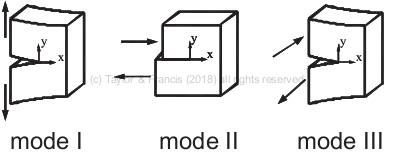 y
x
y
x
y
x
(c) Taylor & Francis (2018) all rights reserved
mode I
mode II
mode III